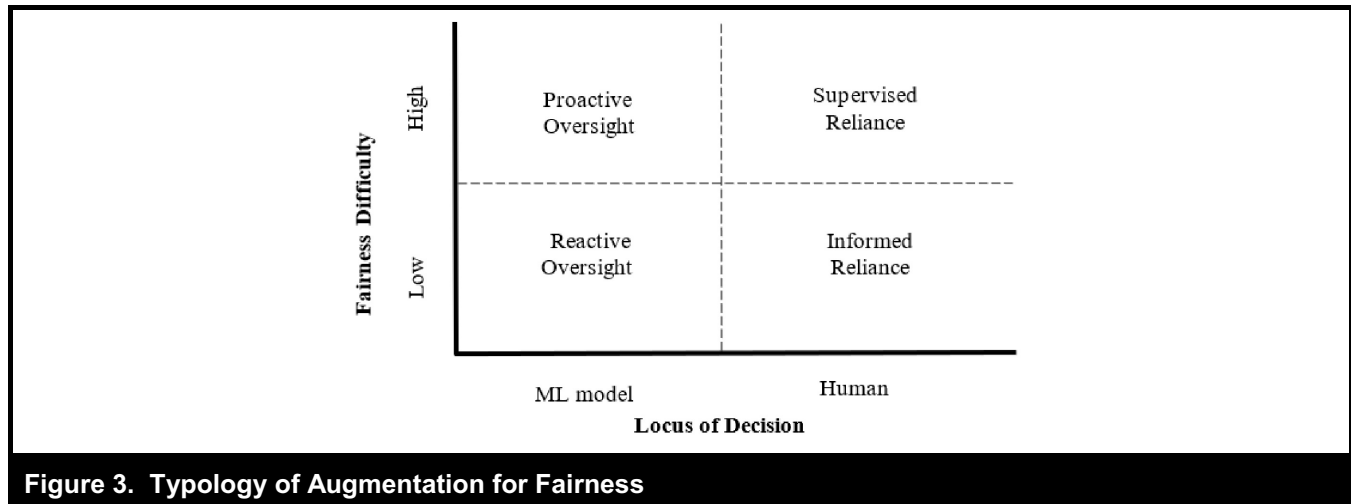 Fairness Difficulty
High
Low
Proactive
Oversight
Supervised
Reliance
Reactive
Oversight
Informed
Reliance
ML model
Human
Locus of Decision
Figure 3. Typology of Augmentation for Fairness